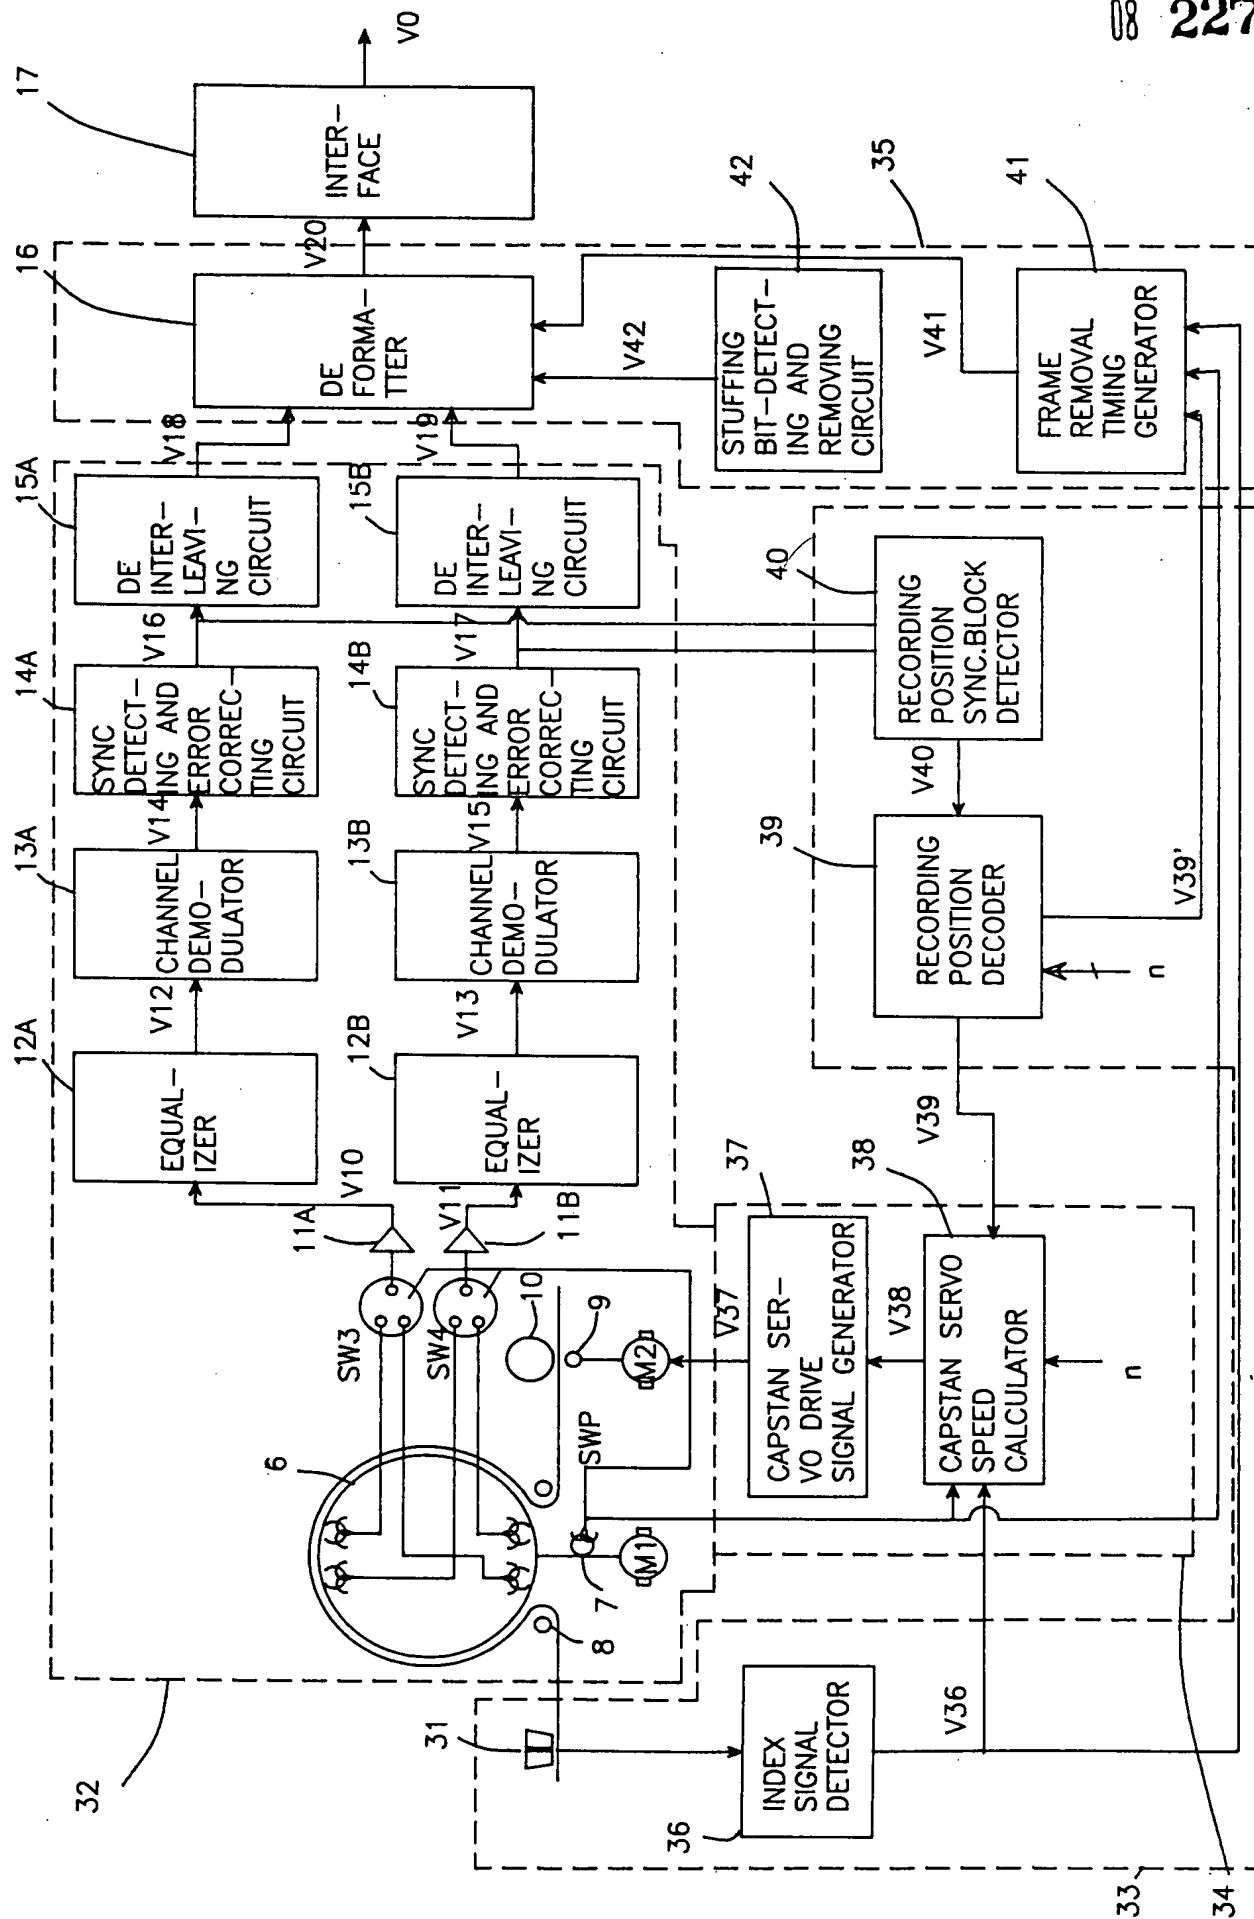 08 227
32
12A
13A
14A
15A
16
17
EQUAL-
IZER
V12
CHANNEL
DEMO-
DULATOR
V14
SYNC
DETECT-
ING AND
ERROR
CORREC-
TING
CIRCUIT
V16
DE
INTER-
LEAVI-
NG
CIRCUIT
V18
DE
FORMA-
TTER
V20
INTER-
FACE
V0
V10
11A
SW3
12B
13B
14B
15B
EQUAL-
IZER
V13
CHANNEL
DEMO-
DULATOR
V15
SYNC
DETECT-
ING AND
ERROR
CORREC-
TING
CIRCUIT
V17
DE
INTER-
LEAVI-
NG
CIRCUIT
V19
V11
11B
SW4
6
10
9
M2
SWP
7
M1
8
31
V42
42
STUFFING
BIT-DETECT-
ING AND
REMOVING
CIRCUIT
35
V37
37
CAPSTAN SER-
VO DRIVE
SIGNAL GENERATOR
36
INDEX
SIGNAL
DETECTOR
V36
V38
38
CAPSTAN SERVO
SPEED
CALCULATOR
n
V39
39
RECORDING
POSITION
DECODER
n
V39'
V40
40
RECORDING
POSITION
SYNC.BLOCK
DETECTOR
V41
41
FRAME
REMOVAL
TIMING
GENERATOR
33
34